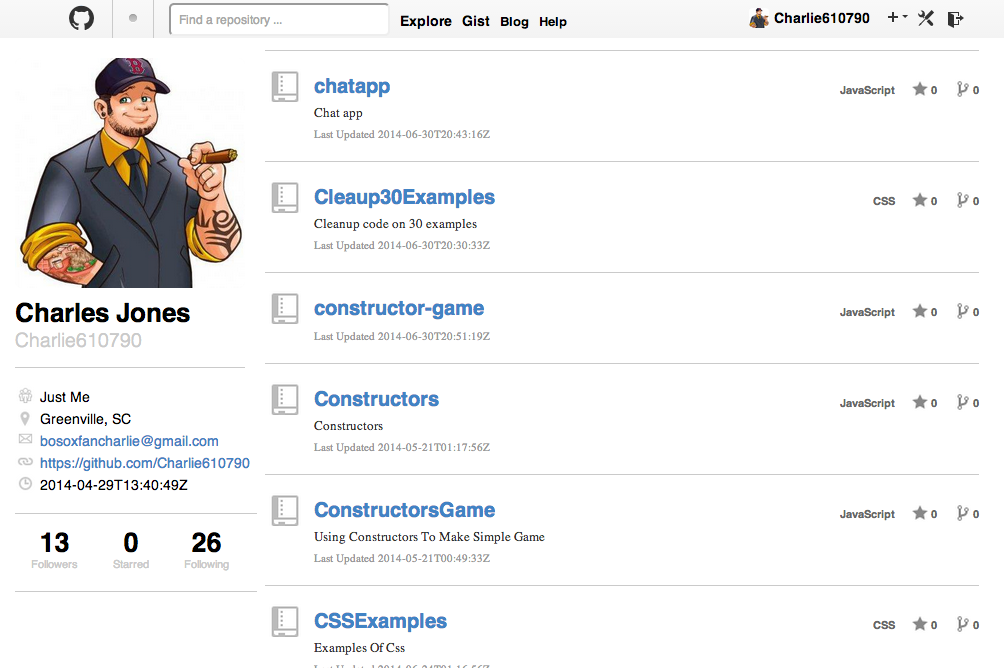 Find a repository ...
Explore Gist Blog Help
Charlie610790
B
Charles Jones
Charlie610790
Just Me
Greenville, SC
bosoxfancharlie@gmail.com
https://github.com/Charlie610790
2014-04-29T13:40:49Z
13 0 26
Followers Starred Following
chatapp
JavaScript 0 0
Chat app
Last Updated 2014-06-30T20:43:16Z
Cleaup30Examples
CSS 0 0
Cleanup code on 30 examples
Last Updated 2014-06-30T20:30:33Z
constructor-game
JavaScript 0 0
Last Updated 2014-06-30T20:51:19Z
Constructors
JavaScript 0 0
Constructors
Last Updated 2014-05-21T01:17:56Z
ConstructorsGame
JavaScript 0 0
Using Constructors To Make Simple Game
Last Updated 2014-05-21T00:49:33Z
CSSExamples
CSS 0 0
Examples Of Css